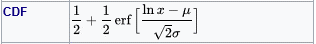 CDF
1/2 + 1/2 erf[(ln x − μ)/(√2σ)]